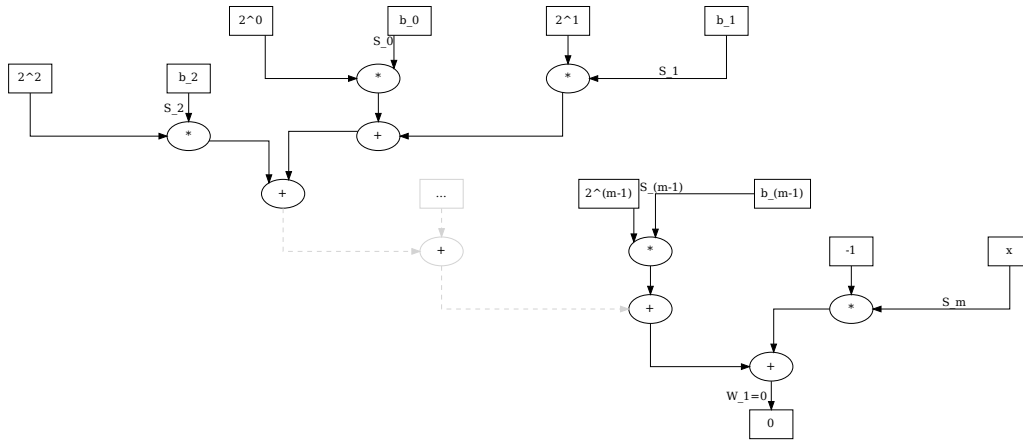 2^0
b_0
2^1
b_1
S_0
2^2
b_2
*
*
S_1
S_2
*
+
+
...
2^(m-1)
S_(m-1)
b_(m-1)
+
*
-1
x
+
*
S_m
+
W_1=0
0